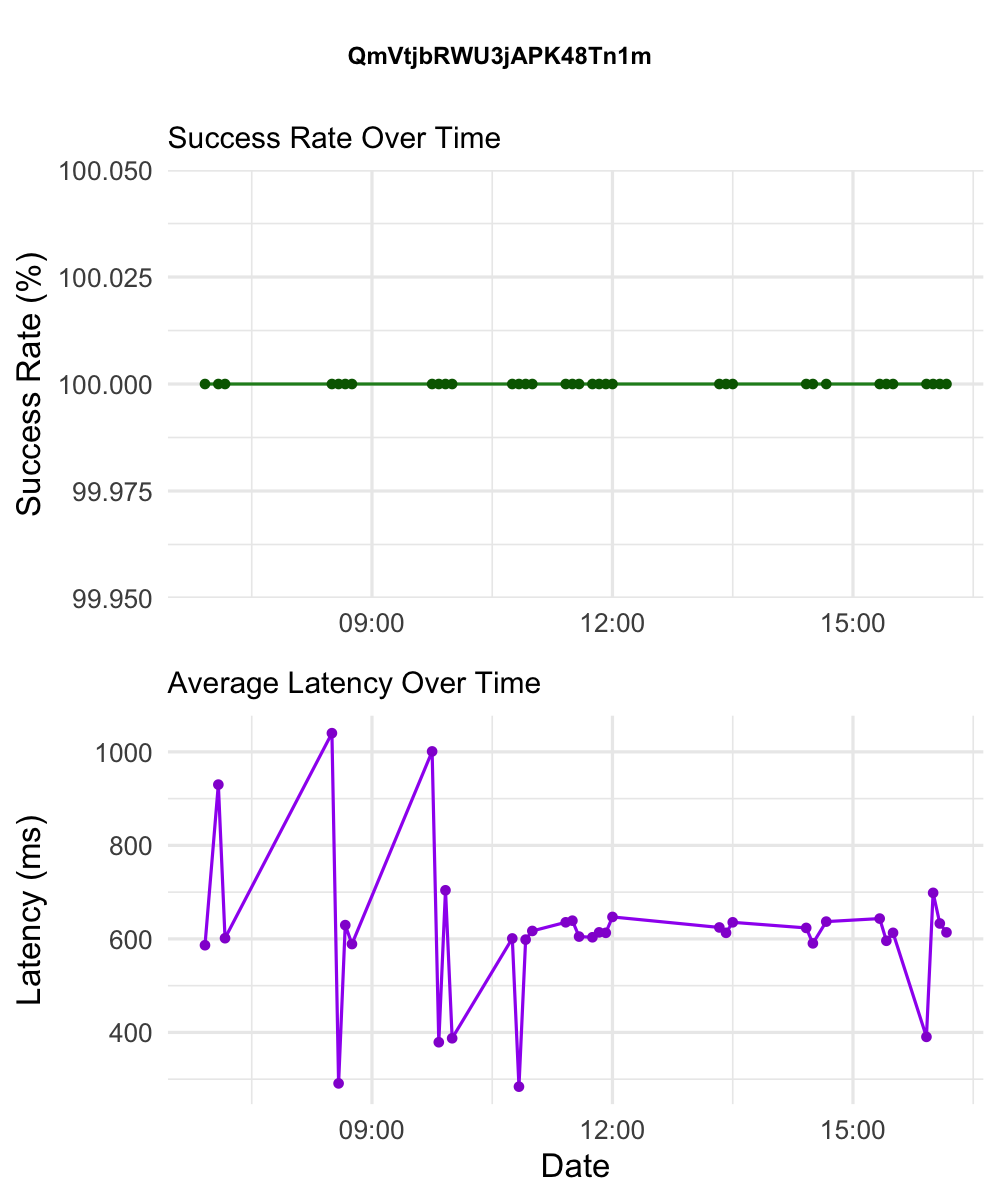 QmVtjbRWU3jAPK48Tn1m
Success Rate Over Time
Success Rate (%)
100.050
100.025
100.000
99.975
99.950
09:00 12:00 15:00
Average Latency Over Time
Latency (ms)
1000
800
600
400
09:00 12:00 15:00
Date